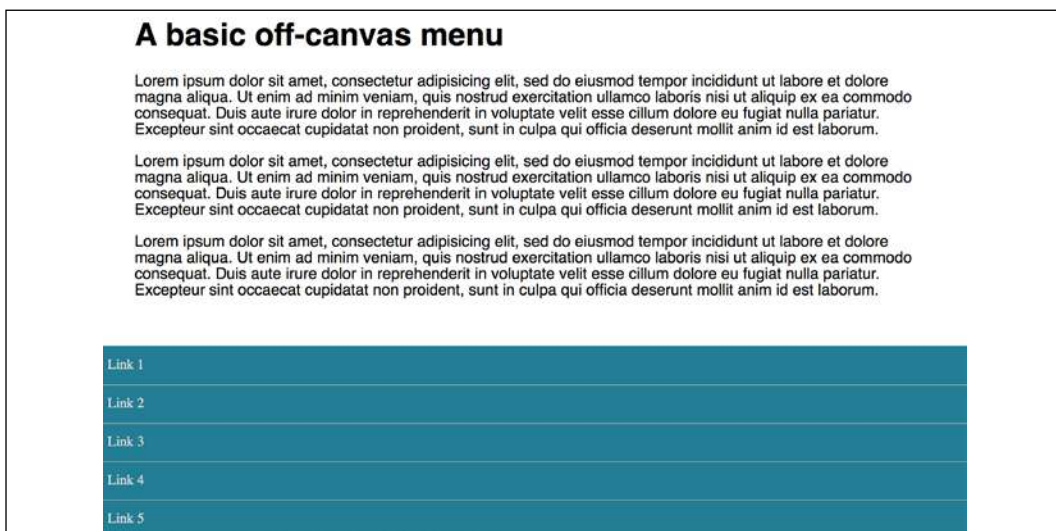 A basic off-canvas menu
Lorem ipsum dolor sit amet, consectetur adipisicing elit, sed do eiusmod tempor incididunt ut labore et dolore
magna aliqua. Ut enim ad minim veniam, quis nostrud exercitation ullamco laboris nisi ut aliquip ex ea commodo
consequat. Duis aute irure dolor in reprehenderit in voluptate velit esse cillum dolore eu fugiat nulla pariatur.
Excepteur sint occaecat cupidatat non proident, sunt in culpa qui officia deserunt mollit anim id est laborum.
Lorem ipsum dolor sit amet, consectetur adipisicing elit, sed do eiusmod tempor incididunt ut labore et dolore
magna aliqua. Ut enim ad minim veniam, quis nostrud exercitation ullamco laboris nisi ut aliquip ex ea commodo
consequat. Duis aute irure dolor in reprehenderit in voluptate velit esse cillum dolore eu fugiat nulla pariatur.
Excepteur sint occaecat cupidatat non proident, sunt in culpa qui officia deserunt mollit anim id est laborum.
Lorem ipsum dolor sit amet, consectetur adipisicing elit, sed do eiusmod tempor incididunt ut labore et dolore
magna aliqua. Ut enim ad minim veniam, quis nostrud exercitation ullamco laboris nisi ut aliquip ex ea commodo
consequat. Duis aute irure dolor in reprehenderit in voluptate velit esse cillum dolore eu fugiat nulla pariatur.
Excepteur sint occaecat cupidatat non proident, sunt in culpa qui officia deserunt mollit anim id est laborum.
Link 1
Link 2
Link 3
Link 4
Link 5